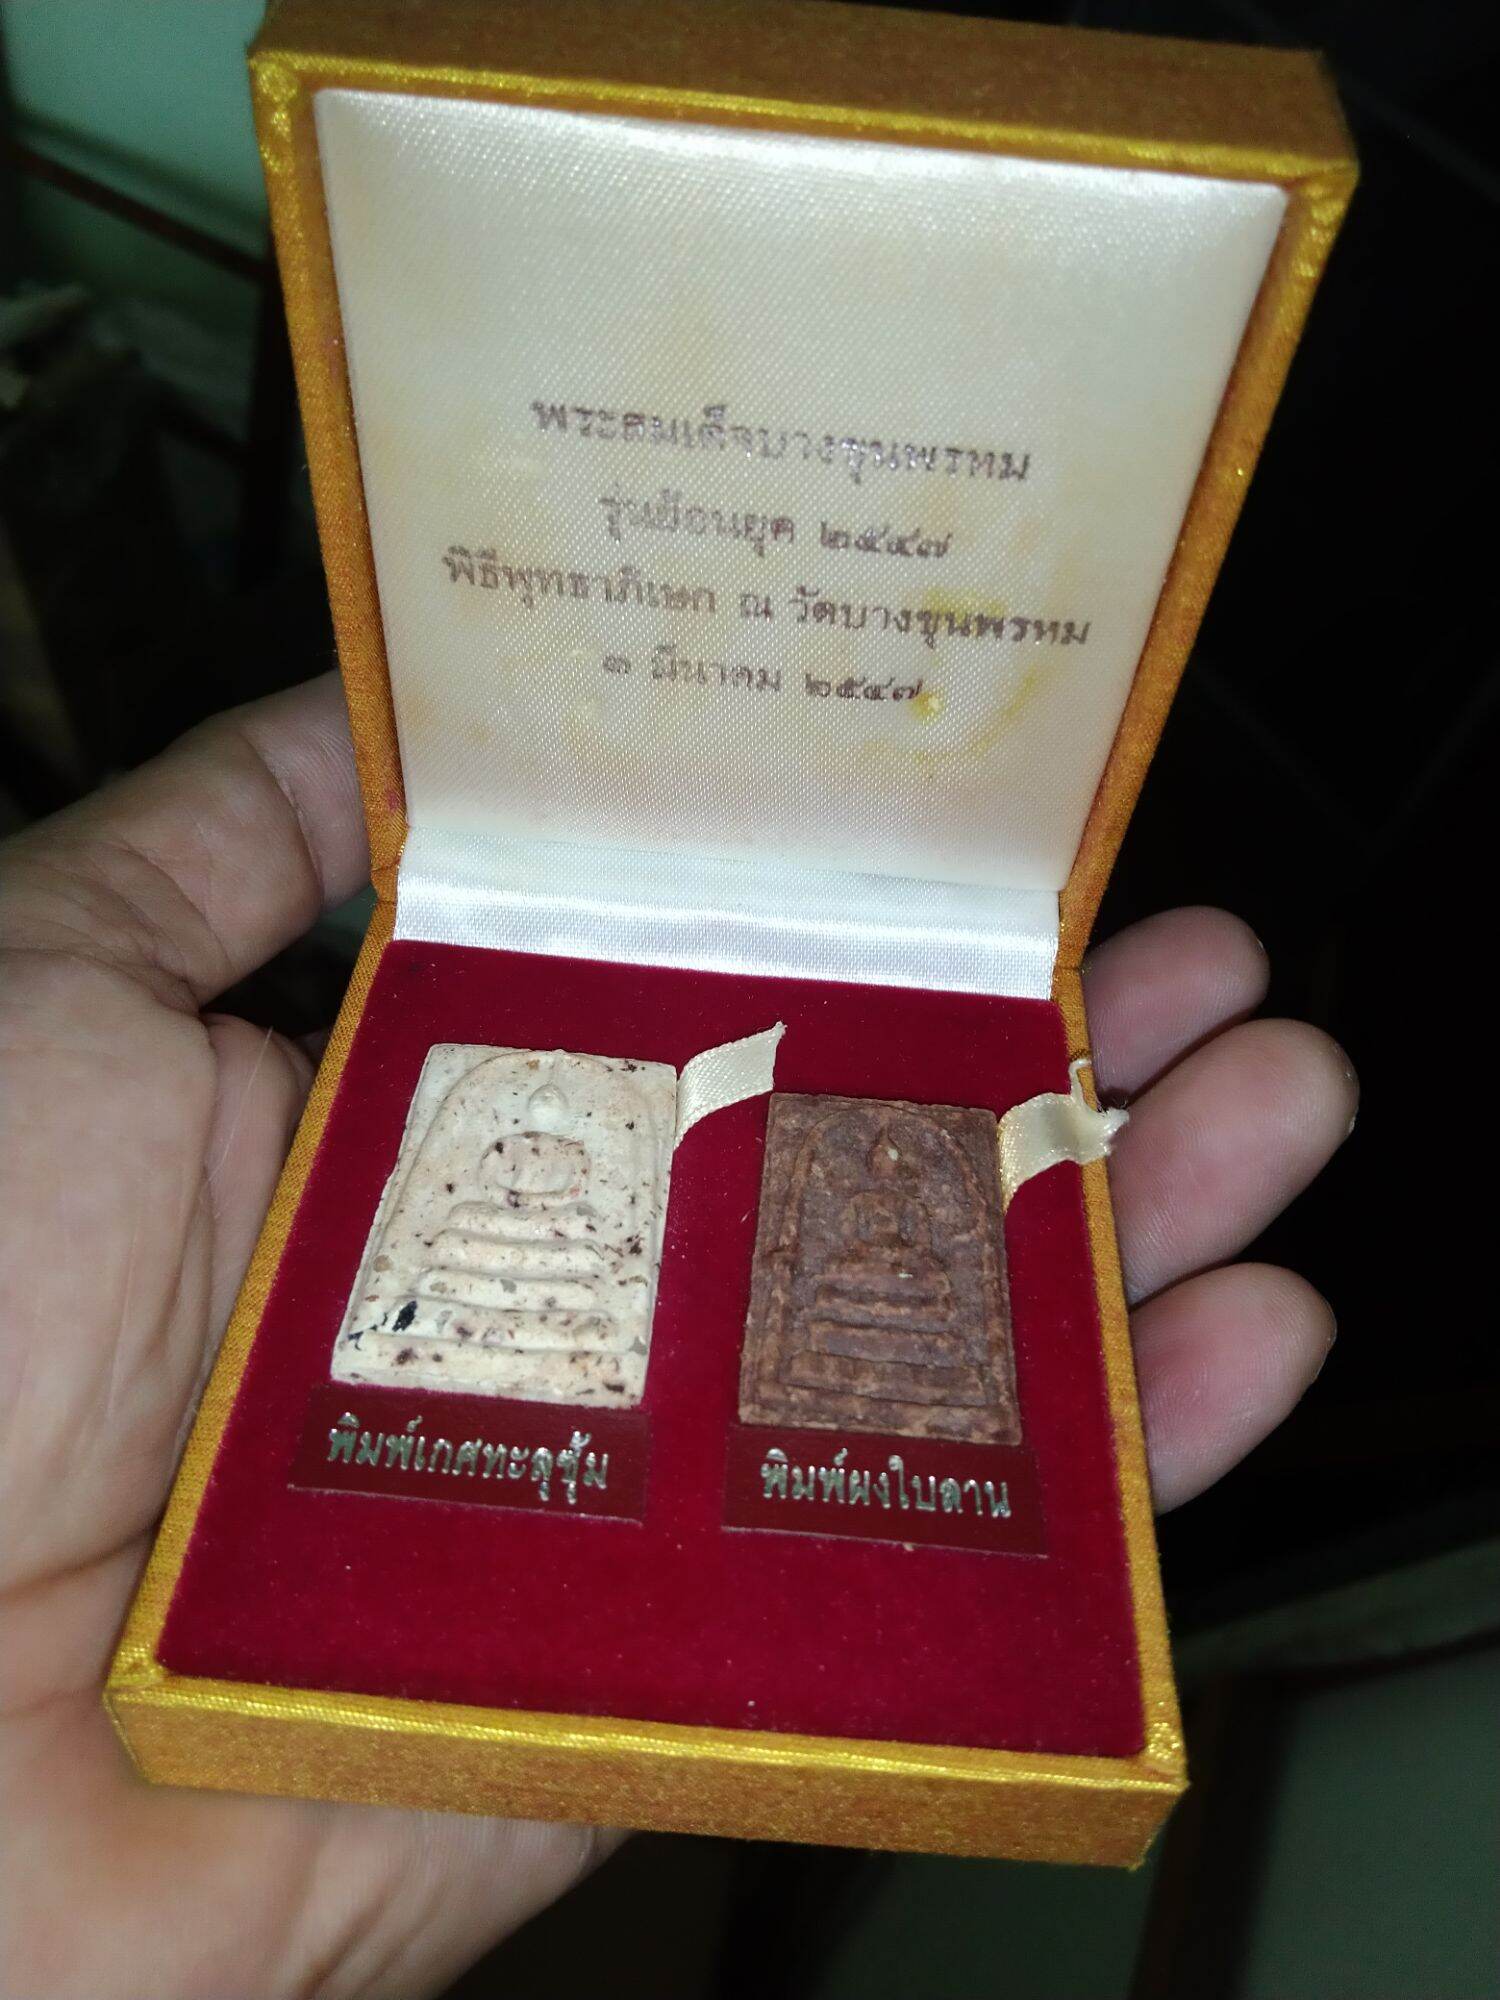 พระสมเด็จบางขุนพรหม
รุ่นย้อนยุค ๒๕๔๗
พิธีพุทธาภิเษก ณ วัดบางขุนพรหม
๓ มีนาคม ๒๕๔๗
พิมพ์เกศทะลุซุ้ม
พิมพ์ผงใบลาน